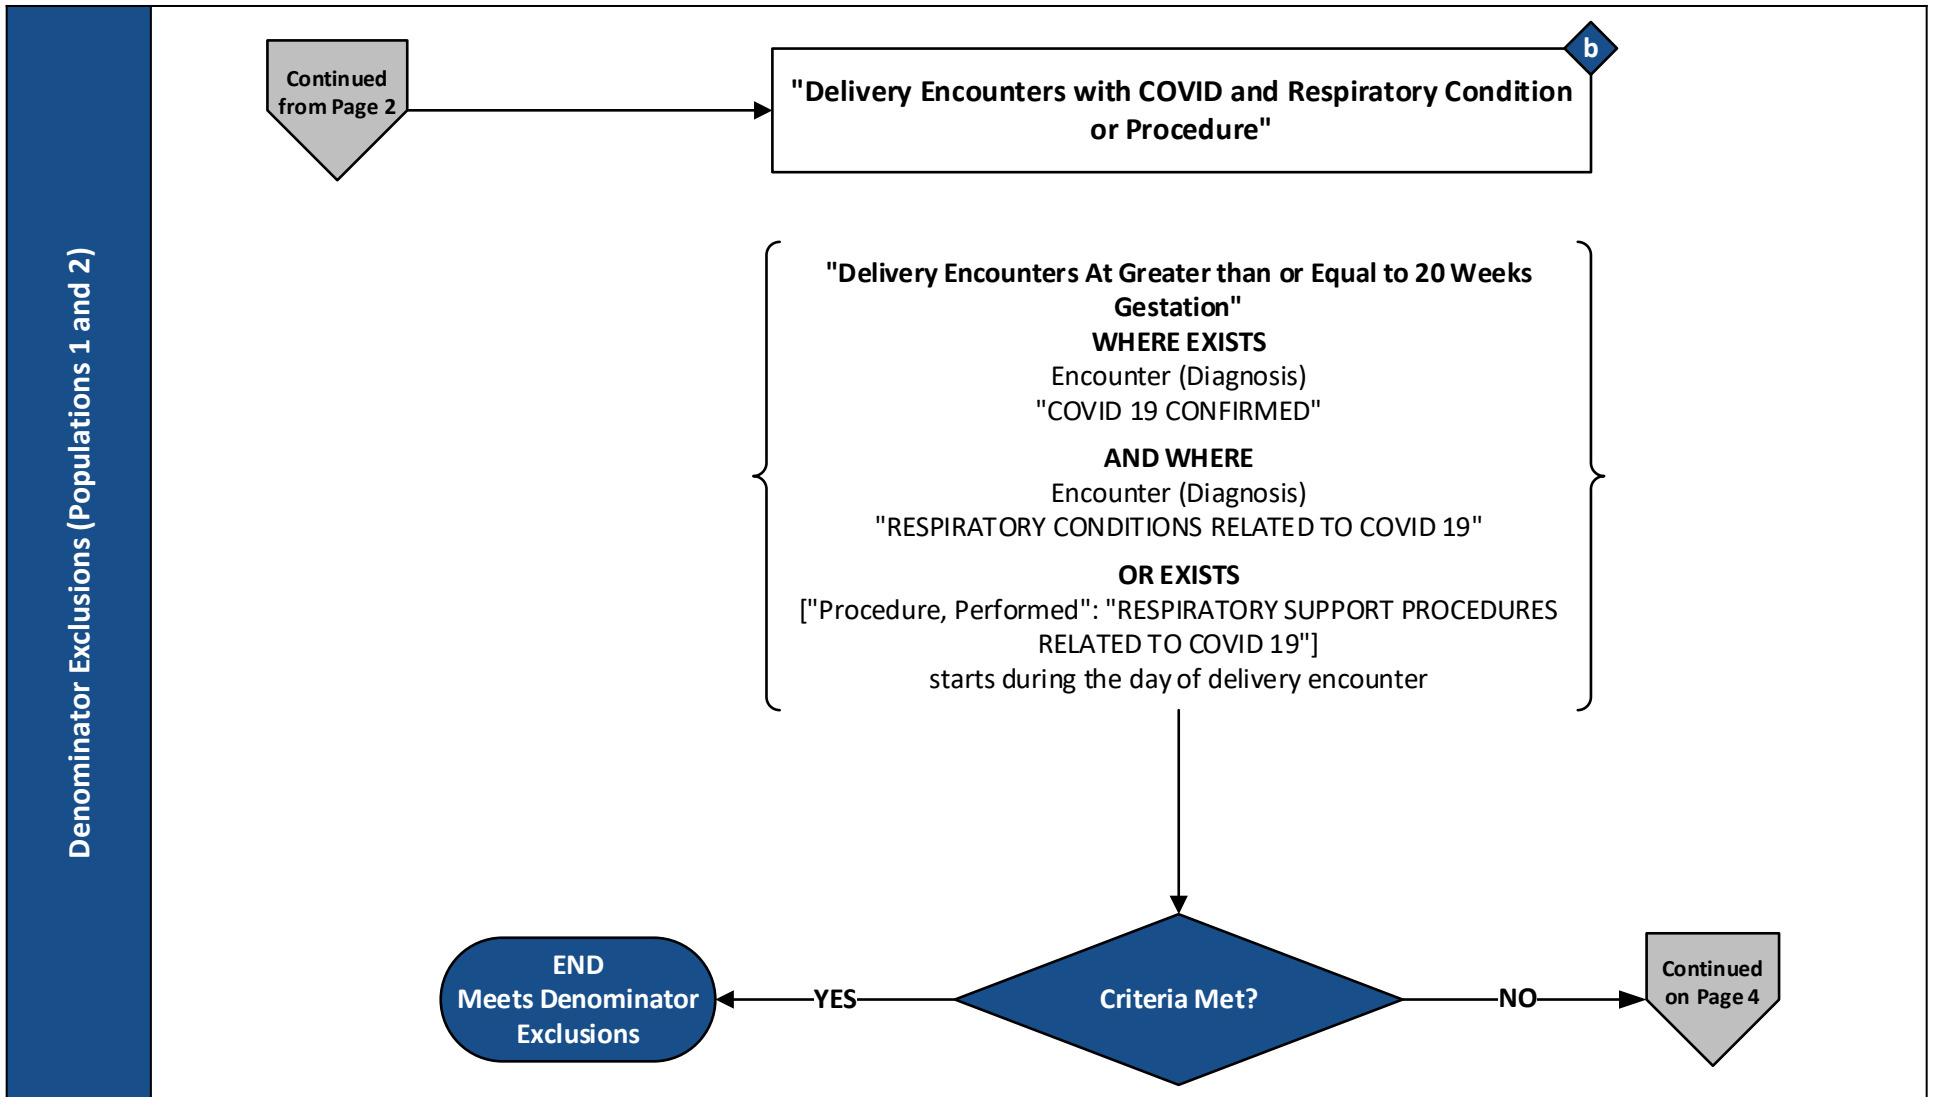 Denominator Exclusions (Populations 1 and 2)
Continued
from Page 2
b
"Delivery Encounters with COVID and Respiratory Condition
or Procedure"
"Delivery Encounters At Greater than or Equal to 20 Weeks
Gestation"
WHERE EXISTS
Encounter (Diagnosis)
"COVID 19 CONFIRMED"
AND WHERE
Encounter (Diagnosis)
"RESPIRATORY CONDITIONS RELATED TO COVID 19"
OR EXISTS
["Procedure, Performed": "RESPIRATORY SUPPORT PROCEDURES
RELATED TO COVID 19"]
starts during the day of delivery encounter
END
Meets Denominator
Exclusions
YES
Criteria Met?
NO
Continued
on Page 4